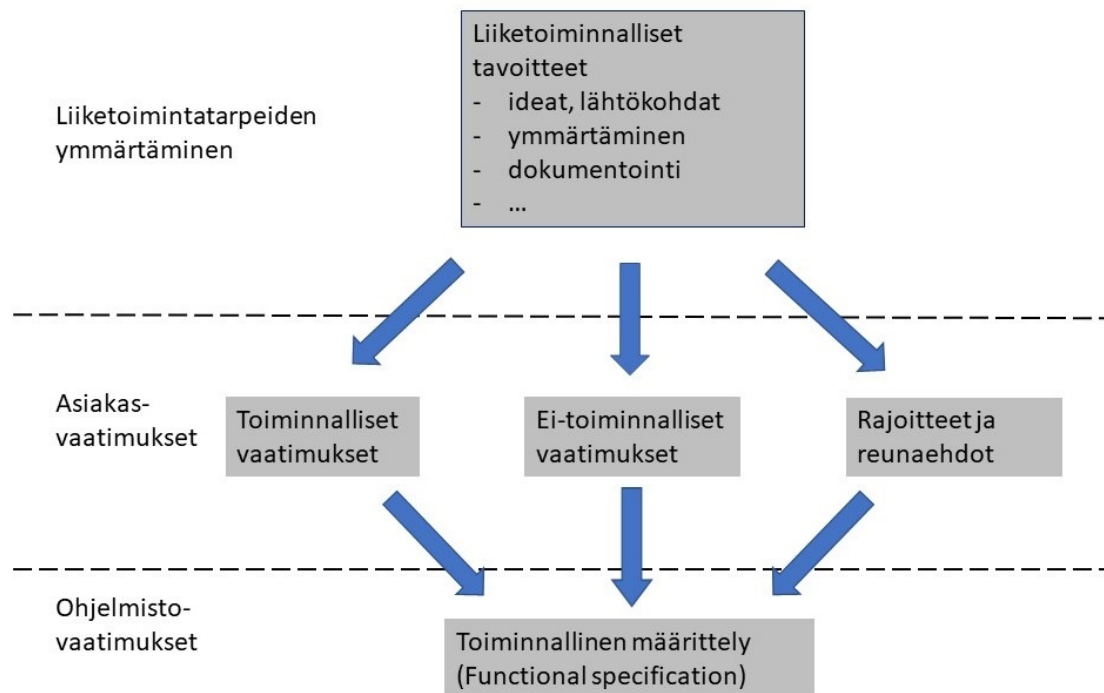 Liiketoimintatarpeiden
ymmärtäminen
Liiketoiminnalliset
tavoitteet
- ideat, lähtökohdat
- ymmärtäminen
- dokumentointi
- ...
Asiakas-
vaatimukset
Toiminnalliset
vaatimukset
Ei-toiminnalliset
vaatimukset
Rajoitteet ja
reunaehdot
Ohjelmisto-
vaatimukset
Toiminnallinen määrittely
(Functional specification)